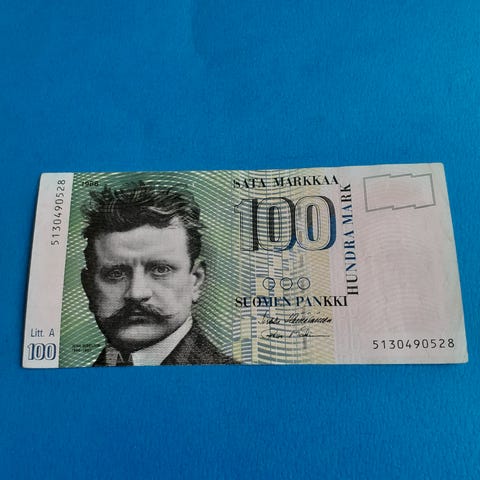 5130490528
1986
SATA MARKKAA
100
HUNDRA MARK
SUOMEN PANKKI
Litt. A
100
5130490528